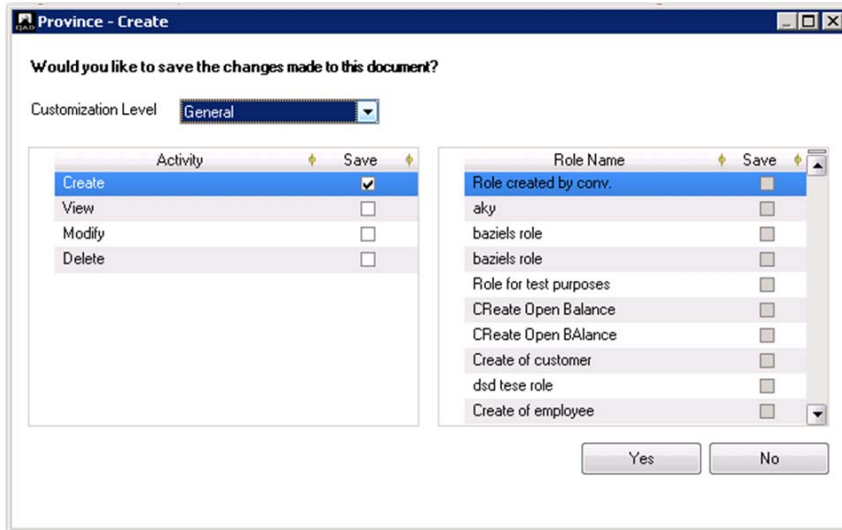 Province - Create
Would you like to save the changes made to this document?
Customization Level General
Activity Save
Create
View
Modify
Delete
Role Name Save
Role created by conv.
aky
baziels role
baziels role
Role for test purposes
CReate Open Balance
CReate Open BAlance
Create of customer
dsd tese role
Create of employee
Yes No